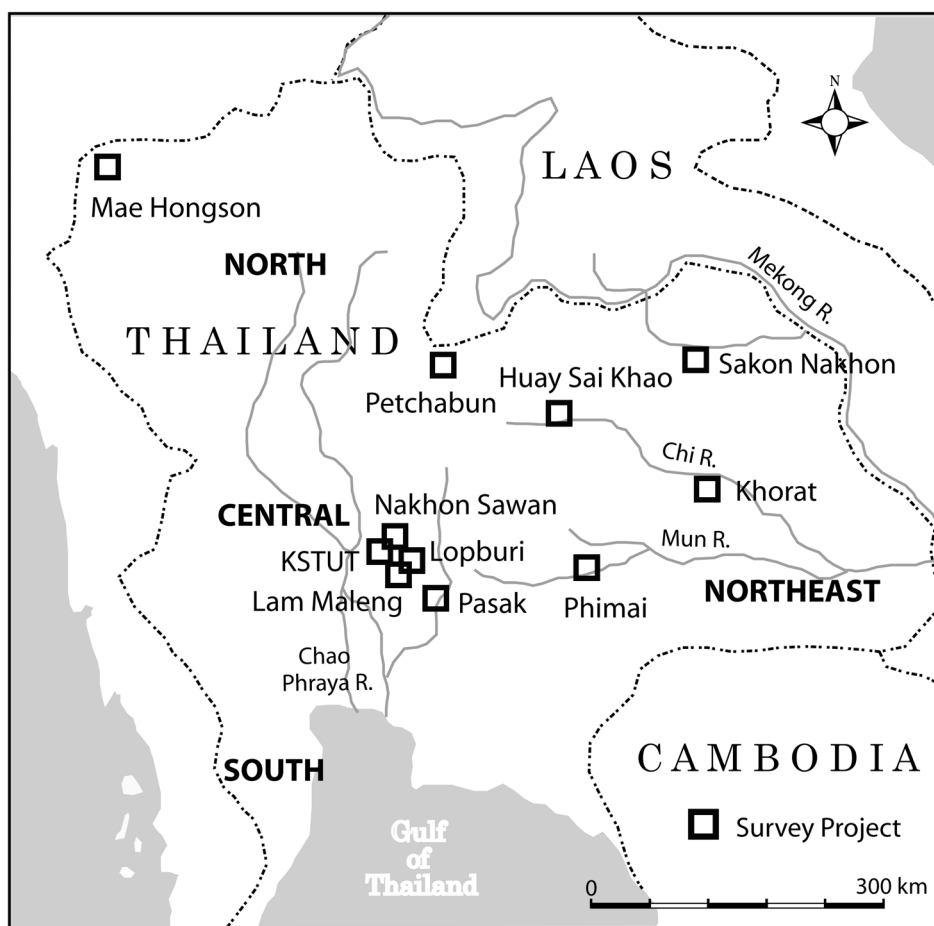 N
LAOS
Mae Hongson
NORTH
Mekong R.
THAILAND
Sakon Nakhon
Huay Sai Khao
Petchabun
Chi R.
Khorat
Nakhon Sawan
CENTRAL
Mun R.
KSTUT
Lopburi
NORTHEAST
Lam Maleng
Pasak
Phimai
Chao
Phraya R.
CAMBODIA
SOUTH
Survey Project
Gulf
of
Thailand
0
300 km